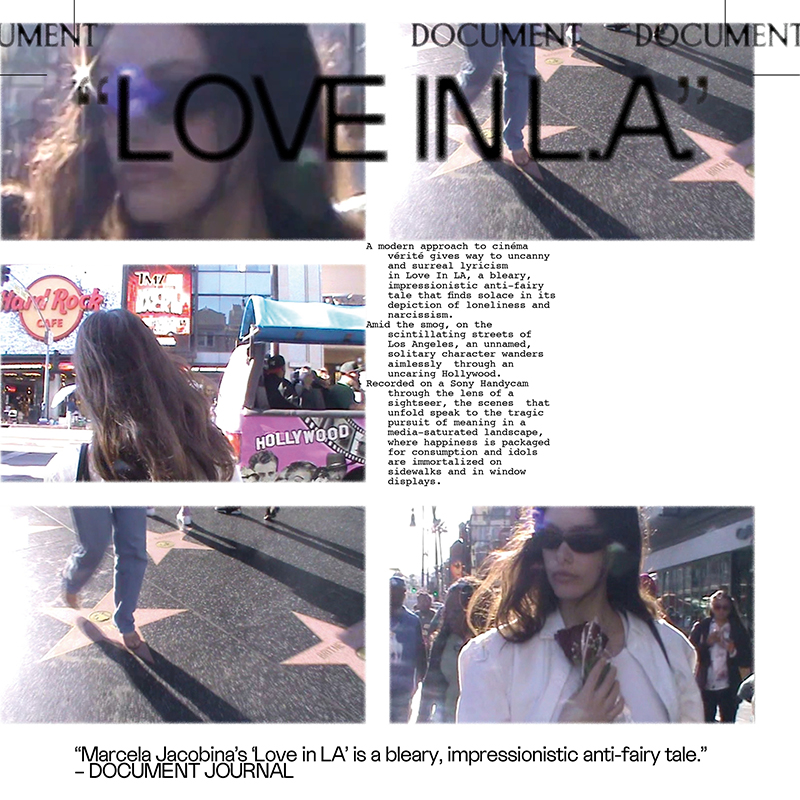 UMENT
DOCUMENT
DOCUMENT
“LOVE IN L.A.”
Hard Rock
CAFE
TMZ
HOLLYWOOD
A modern approach to cinéma
vérité gives way to uncanny
and surreal lyricism
in Love In LA, a bleary,
impressionistic anti-fairy
tale that finds solace in its
depiction of loneliness and
narcissism.
Amid the smog, on the
scintillating streets of
Los Angeles, an unnamed,
solitary character wanders
aimlessly through an
uncaring Hollywood.
Recorded on a Sony Handycam
through the lens of a
sightseer, the scenes that
unfold speak to the tragic
pursuit of meaning in a
media-saturated landscape,
where happiness is packaged
for consumption and idols
are immortalized on
sidewalks and in window
displays.
“Marcela Jacobina’s ‘Love in LA’ is a bleary, impressionistic anti-fairy tale.”
– DOCUMENT JOURNAL